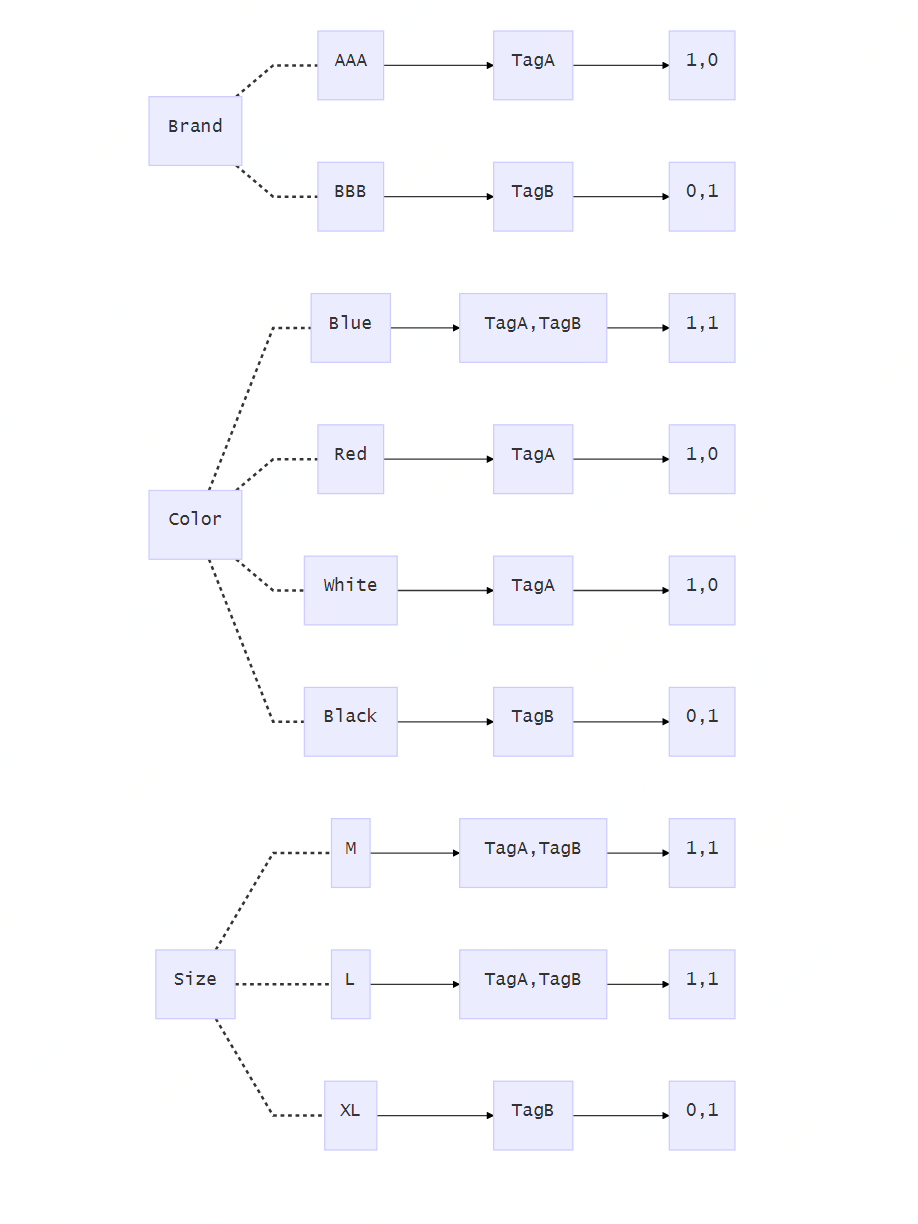 AAA TagA 1,0
Brand
BBB TagB 0,1
Blue TagA,TagB 1,1
Red TagA 1,0
Color
White TagA 1,0
Black TagB 0,1
M TagA,TagB 1,1
Size L TagA,TagB 1,1
XL TagB 0,1